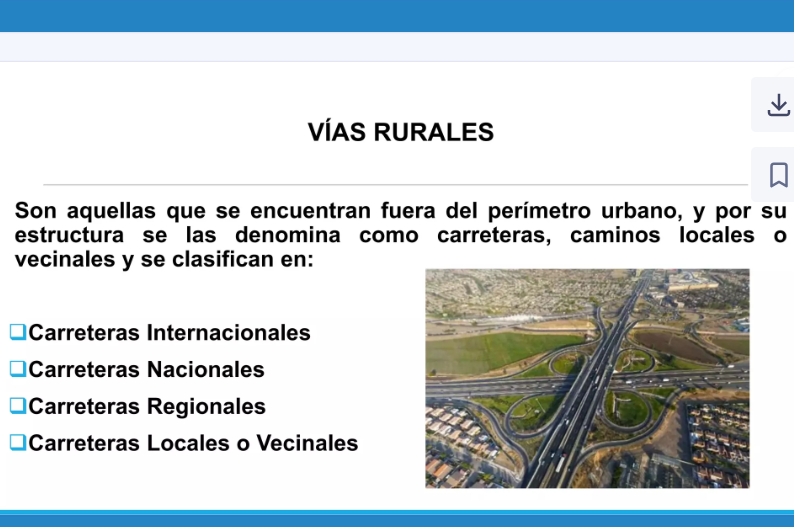 VÍAS RURALES
Son aquellas que se encuentran fuera del perímetro urbano, y por su
estructura se las denomina como carreteras, caminos locales o
vecinales y se clasifican en:
Carreteras Internacionales
Carreteras Nacionales
Carreteras Regionales
Carreteras Locales o Vecinales